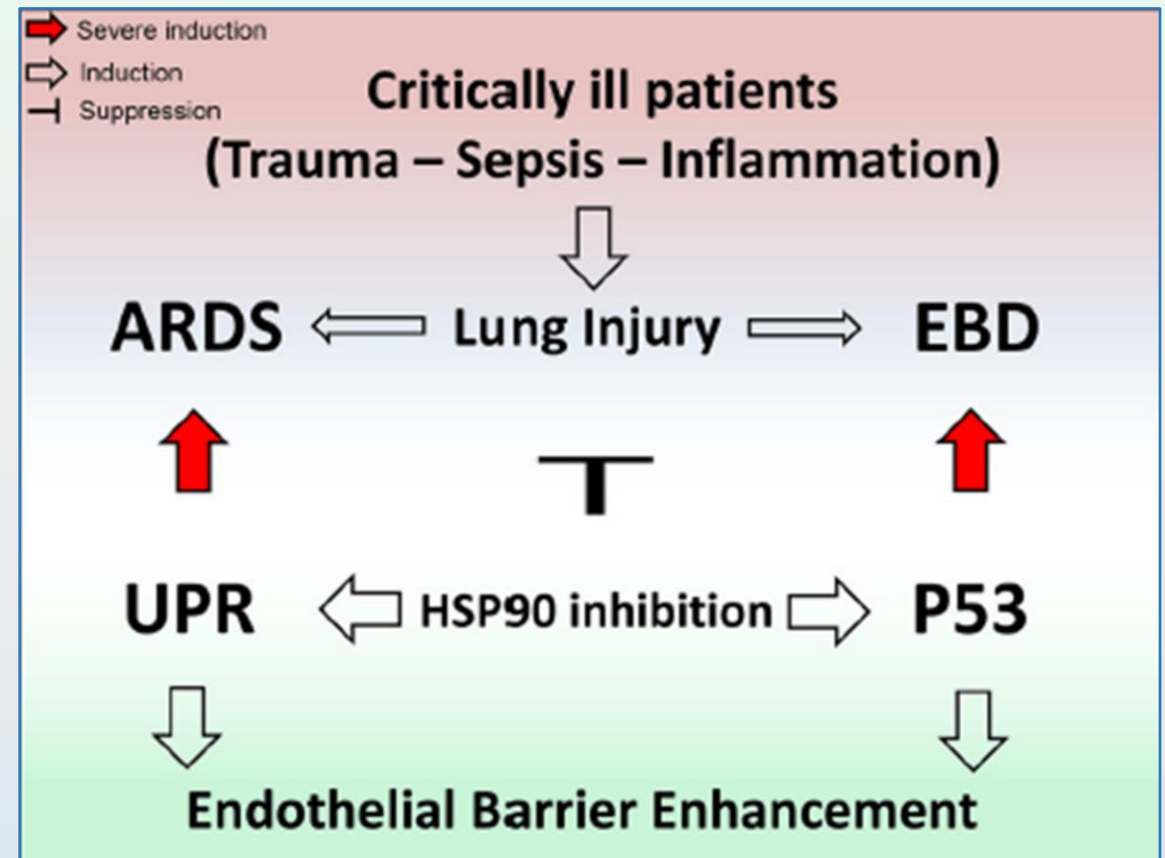 Severe induction
Induction
Suppression
Critically ill patients
(Trauma – Sepsis – Inflammation)
ARDS Lung Injury EBD
UPR HSP90 inhibition P53
Endothelial Barrier Enhancement